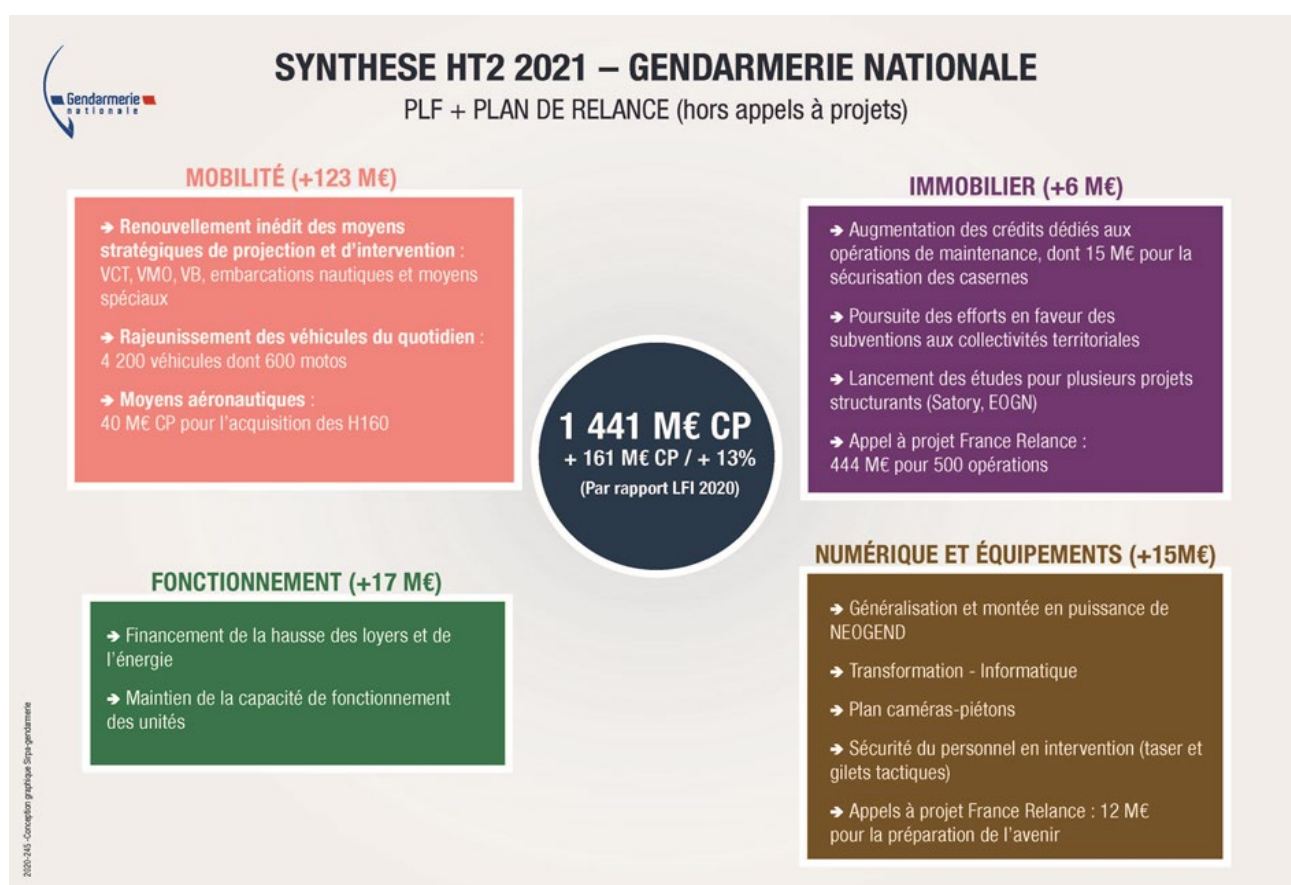 Gendarmerie
nationale
SYNTHESE HT2 2021 – GENDARMERIE NATIONALE
PLF + PLAN DE RELANCE (hors appels à projets)
MOBILITÉ (+123 M€)
➔ Renouvellement inédit des moyens
stratégiques de projection et d'intervention :
VCT, VMO, VB, embarcations nautiques et moyens
spéciaux
➔ Rajeunissement des véhicules du quotidien :
4 200 véhicules dont 600 motos
➔ Moyens aéronautiques :
40 M€ CP pour l'acquisition des H160
IMMOBILIER (+6 M€)
➔ Augmentation des crédits dédiés aux
opérations de maintenance, dont 15 M€ pour la
sécurisation des casernes
➔ Poursuite des efforts en faveur des
subventions aux collectivités territoriales
➔ Lancement des études pour plusieurs projets
structurants (Satory, EOGN)
➔ Appel à projet France Relance :
444 M€ pour 500 opérations
1 441 M€ CP
+ 161 M€ CP / + 13%
(Par rapport LFI 2020)
FONCTIONNEMENT (+17 M€)
➔ Financement de la hausse des loyers et de
l'énergie
➔ Maintien de la capacité de fonctionnement
des unités
NUMÉRIQUE ET ÉQUIPEMENTS (+15M€)
➔ Généralisation et montée en puissance de
NEOGEND
➔ Transformation - Informatique
➔ Plan caméras-piétons
➔ Sécurité du personnel en intervention (taser et
gilets tactiques)
➔ Appels à projet France Relance : 12 M€
pour la préparation de l'avenir
2020-245 -Conception graphique Sirpa-gendarmerie